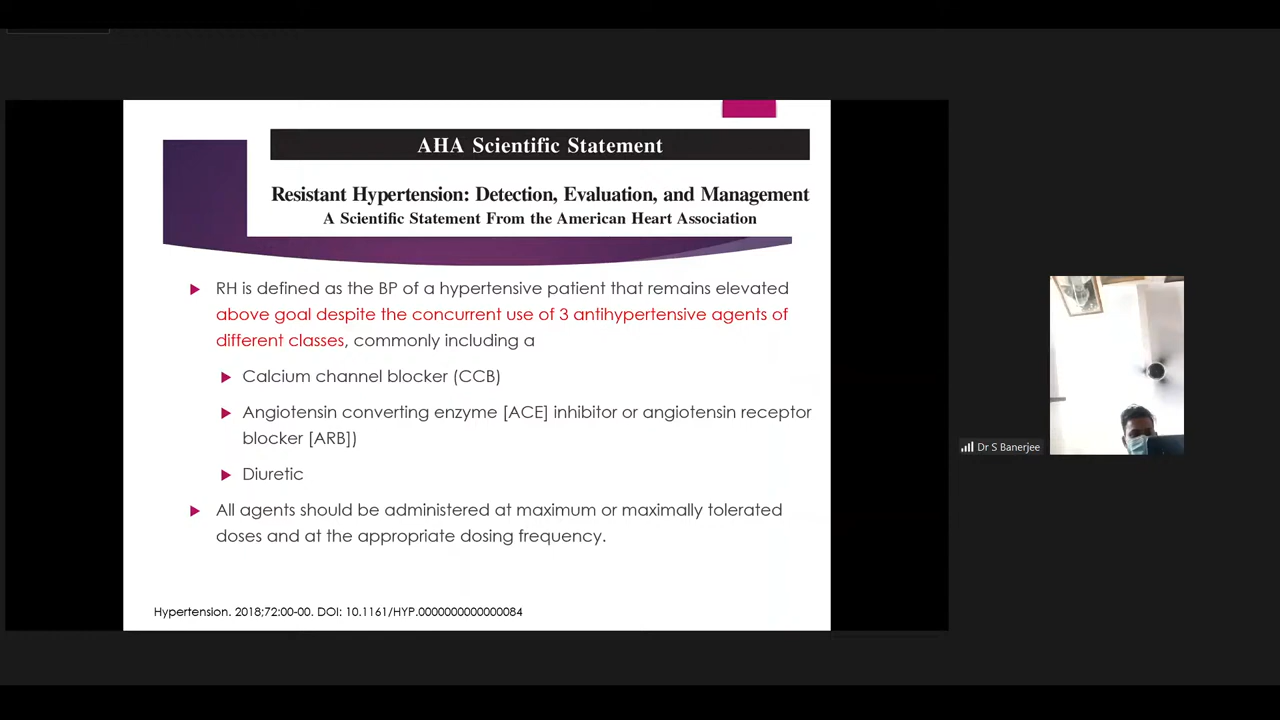 AHA Scientific Statement
Resistant Hypertension: Detection, Evaluation, and Management
A Scientific Statement From the American Heart Association
RH is defined as the BP of a hypertensive patient that remains elevated
above goal despite the concurrent use of 3 antihypertensive agents of
different classes, commonly including a
Calcium channel blocker (CCB)
Angiotensin converting enzyme [ACE] inhibitor or angiotensin receptor
blocker [ARB])
Diuretic
All agents should be administered at maximum or maximally tolerated
doses and at the appropriate dosing frequency.
Hypertension. 2018;72:00-00. DOI: 10.1161/HYP.0000000000000084
Dr S Banerjee